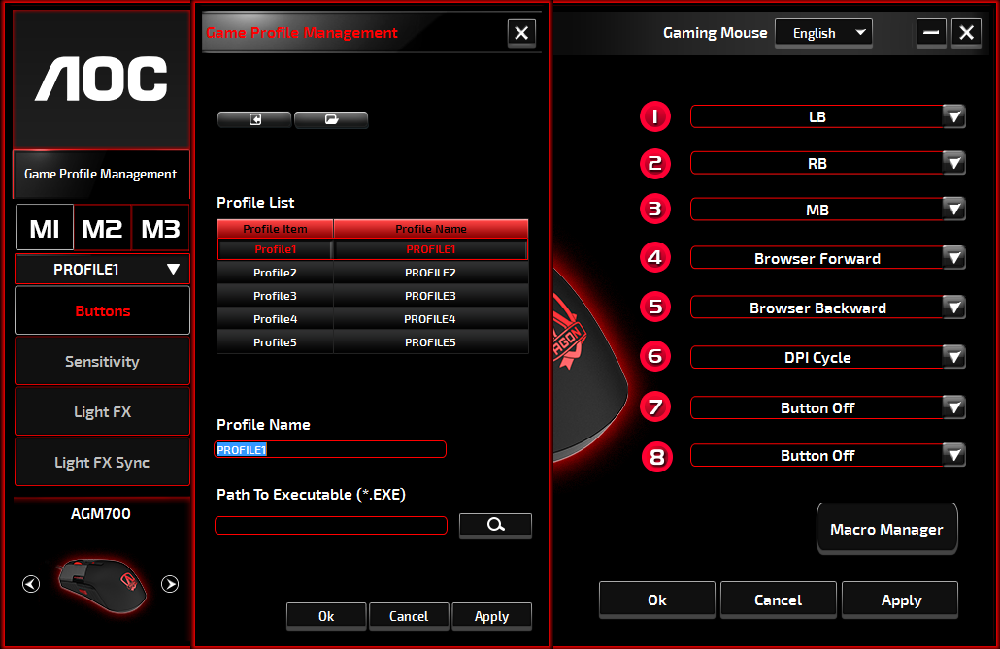 AOC
Game Profile Management
M1 M2 M3
PROFILE1
Buttons
Sensitivity
Light FX
Light FX Sync
AGM700
Game Profile Management
Profile List
Profile Item Profile Name
Profile1 PROFILE1
Profile2 PROFILE2
Profile3 PROFILE3
Profile4 PROFILE4
Profile5 PROFILE5
Profile Name
PROFILE1
Path To Executable (*.EXE)
Ok Cancel Apply
Gaming Mouse English
1 LB
2 RB
3 MB
4 Browser Forward
5 Browser Backward
6 DPI Cycle
7 Button Off
8 Button Off
Macro Manager
Ok Cancel Apply